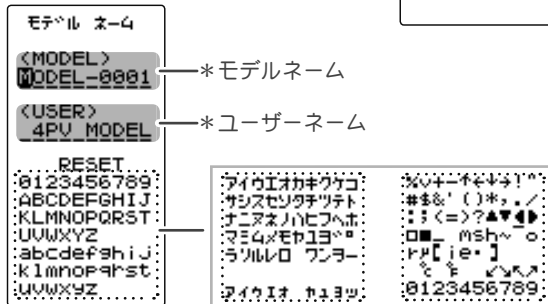 モデル ネーム
<MODEL>
MODEL-0001
*モデルネーム
<USER>
4PV MODEL
*ユーザーネーム
RESET
0123456789
ABCDEFGHIJ
KLMNOPQRST
UVWXYZ
abcdefghij
klmnopqrst
uvwxyz
アイウエオカキクケコ
サシスセソタチツテト
ナニヌネノハヒフヘホ
マミムメモヤユヨ
ラリルレロ ワンヲー
アイウエオ ヤユヨッ
#$&'()*,./
:;<=>?▲▼◀▶
0123456789